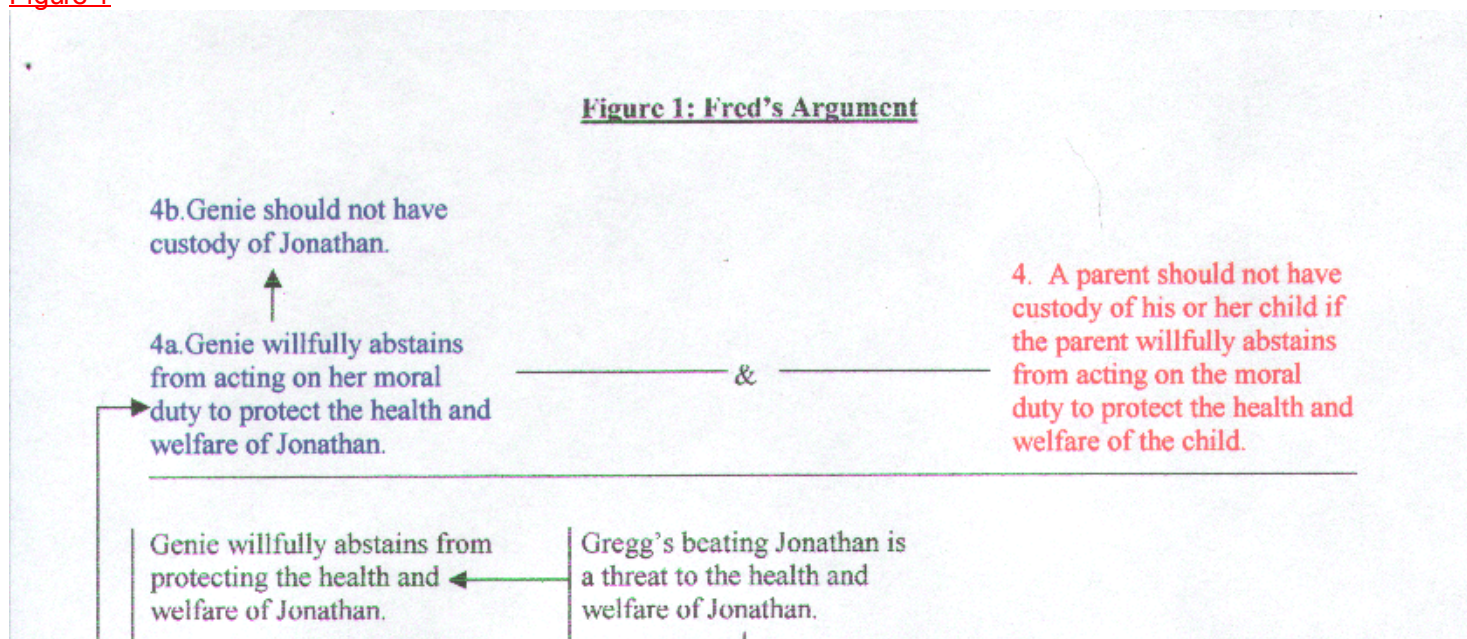 Figure 1
Figure 1: Fred's Argument
4b.Genie should not have
custody of Jonathan.
4a.Genie willfully abstains
from acting on her moral
duty to protect the health and
welfare of Jonathan.
&
4. A parent should not have
custody of his or her child if
the parent willfully abstains
from acting on the moral
duty to protect the health and
welfare of the child.
Genie willfully abstains from
protecting the health and
welfare of Jonathan.
Gregg's beating Jonathan is
a threat to the health and
welfare of Jonathan.